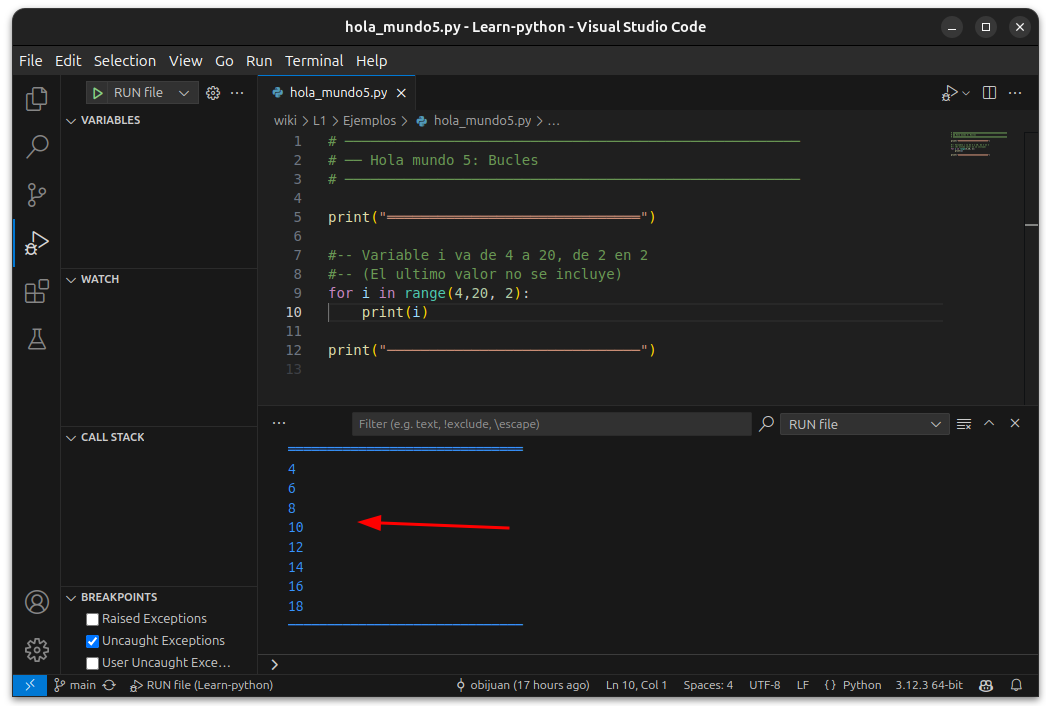 hola_mundo5.py - Learn-python - Visual Studio Code
File Edit Selection View Go Run Terminal Help
RUN file
VARIABLES
WATCH
CALL STACK
BREAKPOINTS
Raised Exceptions
Uncaught Exceptions
User Uncaught Exce...
hola_mundo5.py
wiki > L1 > Ejemplos > hola_mundo5.py > ...
1 # ──────────────────────────────────────────────────────
2 # ── Hola mundo 5: Bucles
3 # ──────────────────────────────────────────────────────
4
5 print("══════════════════════════════")
6
7 #-- Variable i va de 4 a 20, de 2 en 2
8 #-- (El ultimo valor no se incluye)
9 for i in range(4,20, 2):
10 print(i)
11
12 print("──────────────────────────────")
13
Filter (e.g. text, !exclude, \escape)
RUN file
══════════════════════════════
4
6
8
10
12
14
16
18
──────────────────────────────
>
main RUN file (Learn-python) obijuan (17 hours ago) Ln 10, Col 1 Spaces: 4 UTF-8 LF {} Python 3.12.3 64-bit